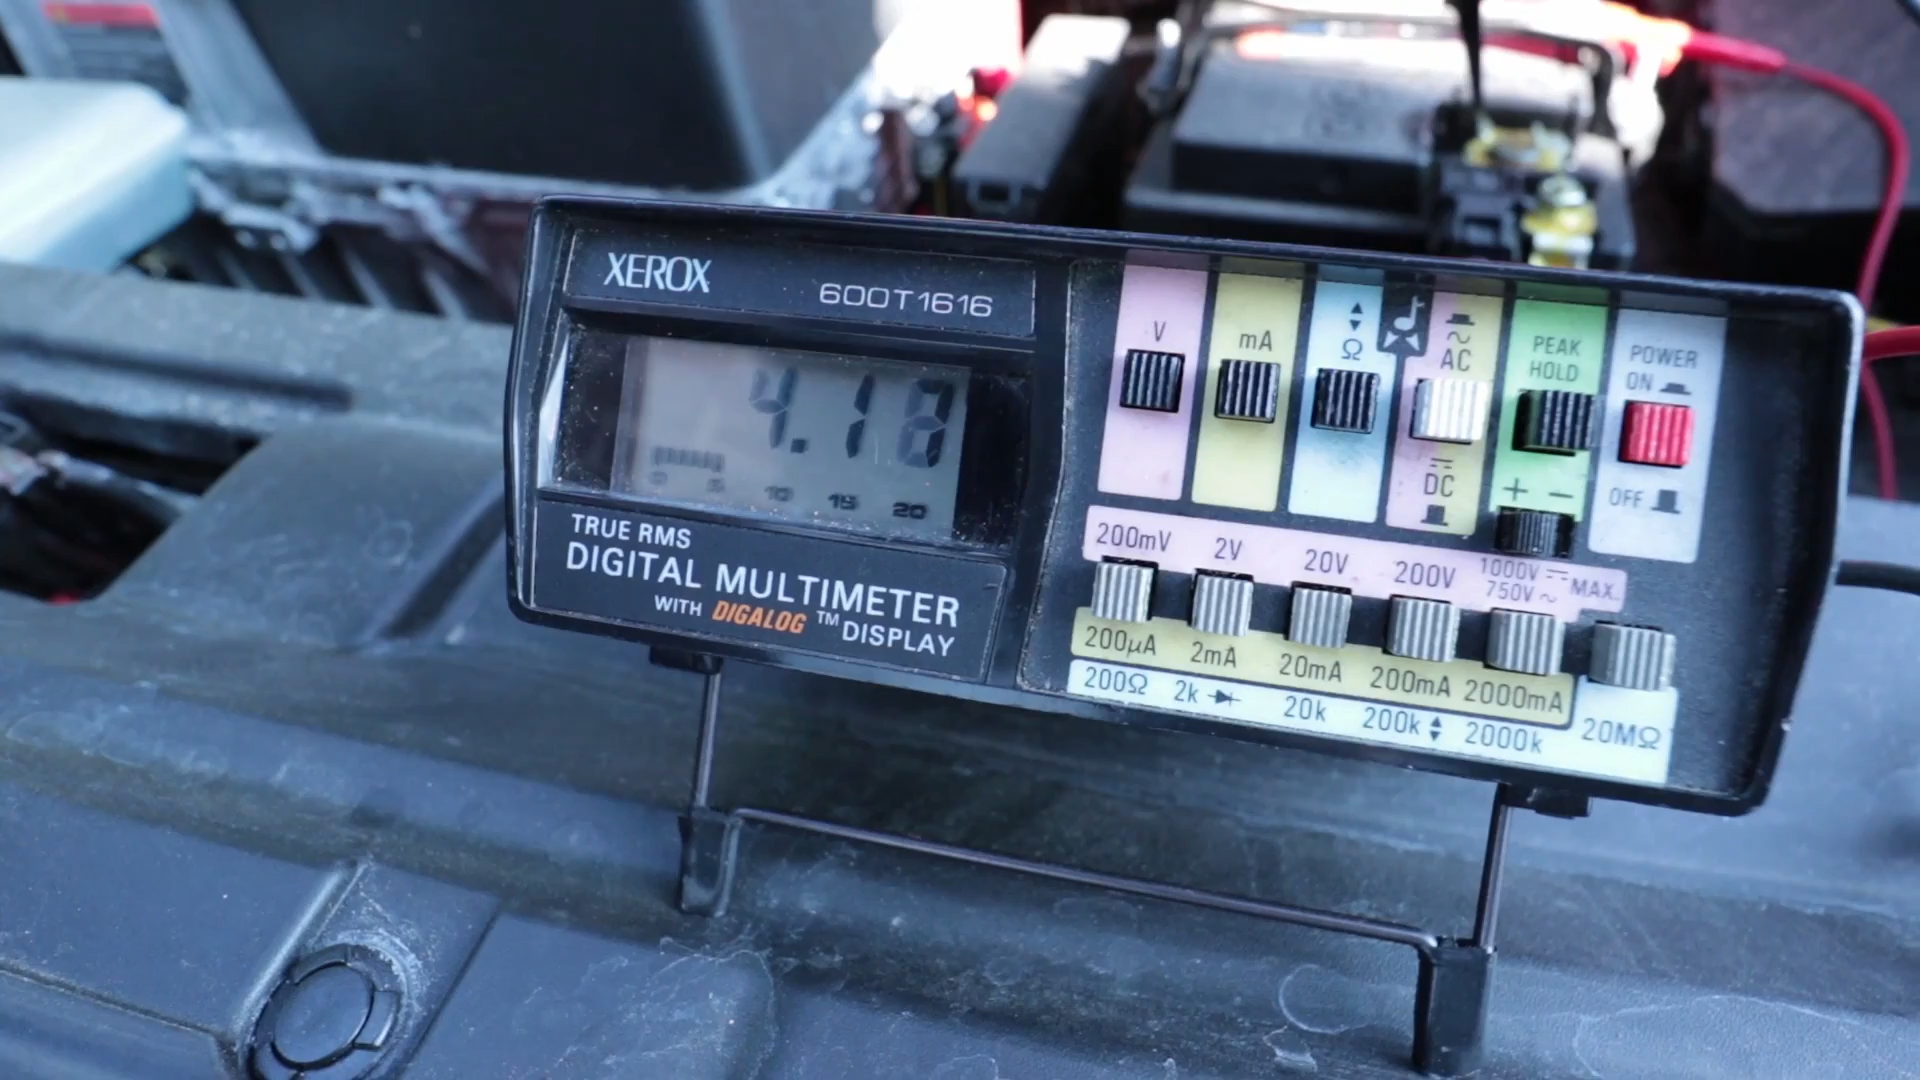 XEROX
600T1616
4.18
0 5 10 15 20
TRUE RMS
DIGITAL MULTIMETER
WITH DIGALOG TM DISPLAY
V
mA
Ω
~
AC
DC
PEAK
HOLD
+ −
POWER
ON
OFF
200mV 2V 20V 200V 1000V MAX.
750V ~
200µA 2mA 20mA 200mA 2000mA
200Ω 2k 20k 200k 2000k 20MΩ